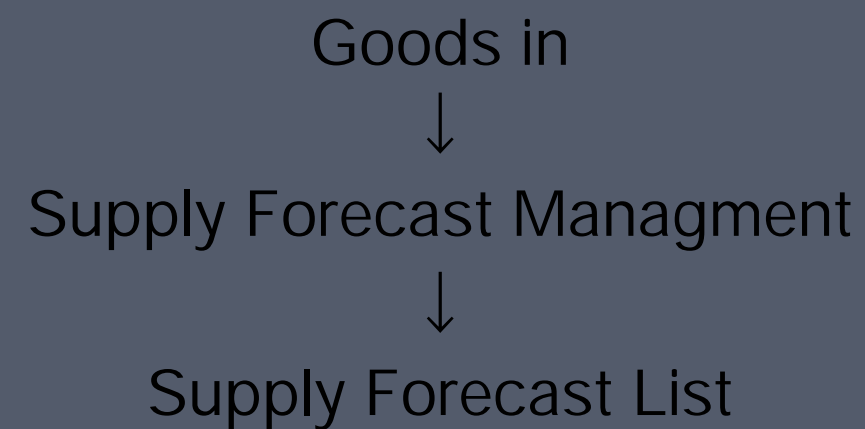 Goods in
↓
Supply Forecast Managment
↓
Supply Forecast List